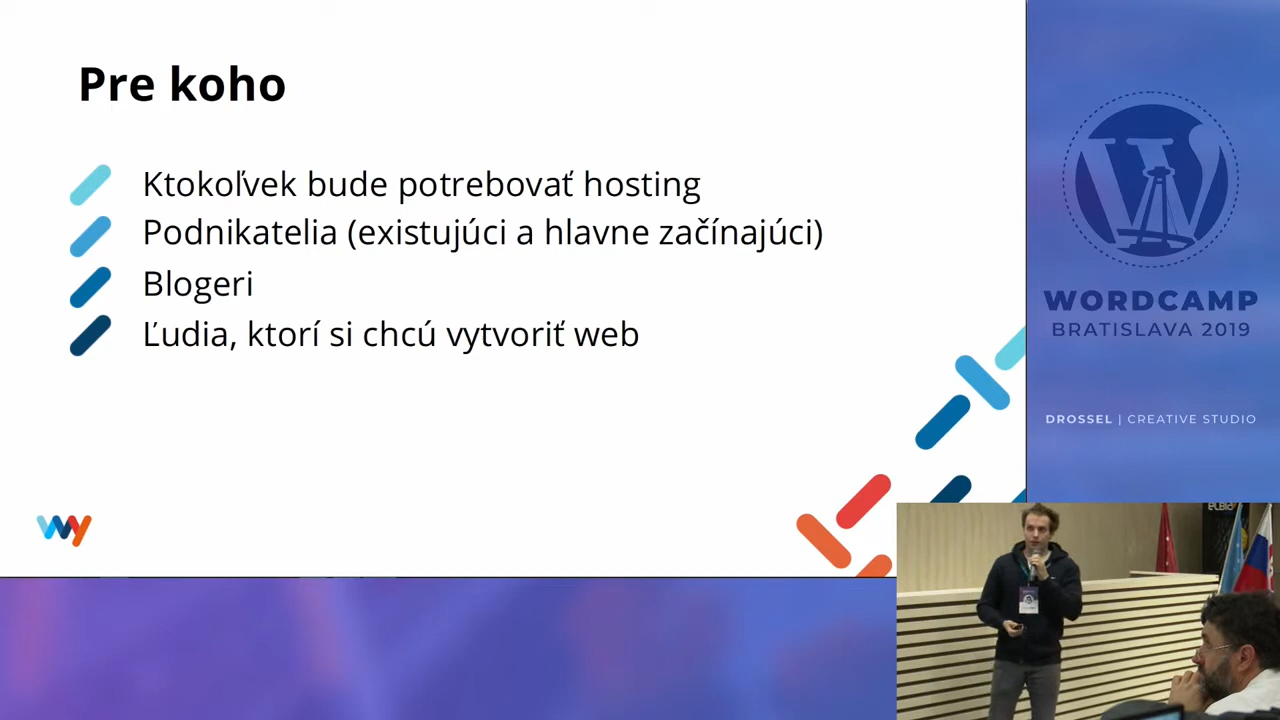 Pre koho
Ktokoľvek bude potrebovať hosting
Podnikatelia (existujúci a hlavne začínajúci)
Blogeri
Ľudia, ktorí si chcú vytvoriť web
WORDCAMP
BRATISLAVA 2019
DROSSEL | CREATIVE STUDIO